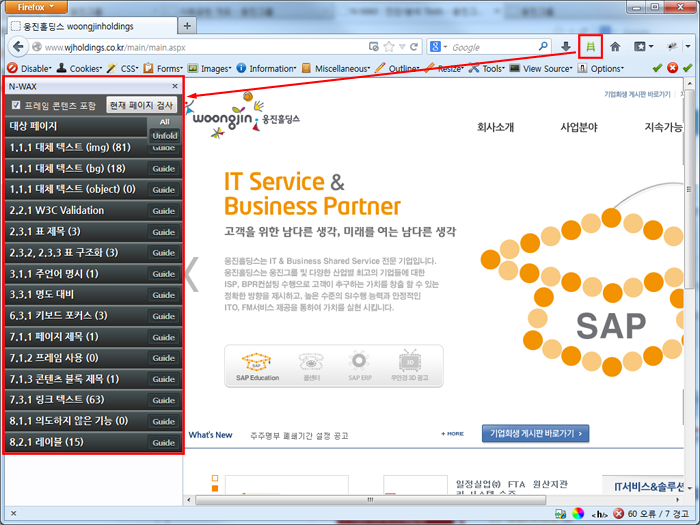 Firefox
웅진홀딩스 woongjinholdings
www.wjholdings.co.kr/main/main.aspx
Google
Disable Cookies CSS Forms Images Information Miscellaneous Outline Resize Tools View Source Options
N-WAX
프레임 콘텐츠 포함 현재 페이지 검사
대상 페이지 All
Unfold
1.1.1 대체 텍스트 (img) (81) Guide
1.1.1 대체 텍스트 (bg) (18) Guide
1.1.1 대체 텍스트 (object) (0) Guide
2.2.1 W3C Validation Guide
2.3.1 표 제목 (3) Guide
2.3.2, 2.3.3 표 구조화 (3) Guide
3.1.1 주언어 명시 (1) Guide
3.3.1 명도 대비 Guide
6.3.1 키보드 포커스 (3) Guide
7.1.1 페이지 제목 (1) Guide
7.1.2 프레임 사용 (0) Guide
7.1.3 콘텐츠 블록 제목 (1) Guide
7.3.1 링크 텍스트 (63) Guide
8.1.1 의도하지 않은 기능 (0) Guide
8.2.1 레이블 (15) Guide
기업회생 게시판 바로가기
woongjin 웅진홀딩스
회사소개 사업분야 지속가능
IT Service &
Business Partner
고객을 위한 남다른 생각, 미래를 여는 남다른 생각
웅진홀딩스는 IT & Business Shared Service 전문 기업입니다.
웅진홀딩스는 웅진그룹 및 다양한 산업별 최고의 기업들에 대한
ISP, BPR컨설팅 수행으로 고객이 추구하는 가치를 창출 할 수 있는
정확한 방향을 제시하고, 높은 수준의 SI수행 능력과 안정적인
ITO, FM서비스 제공을 통하여 가치를 실현 시킵니다.
SAP
SAP Education 콜센터 SAP ERP 무안경 3D 광고
What's New 주주명부 폐쇄기간 설정 공고 + MORE 기업회생 게시판 바로가기
일정실업㈜ FTA 원산지관
IT서비스&솔루션
60 오류 / 7 경고